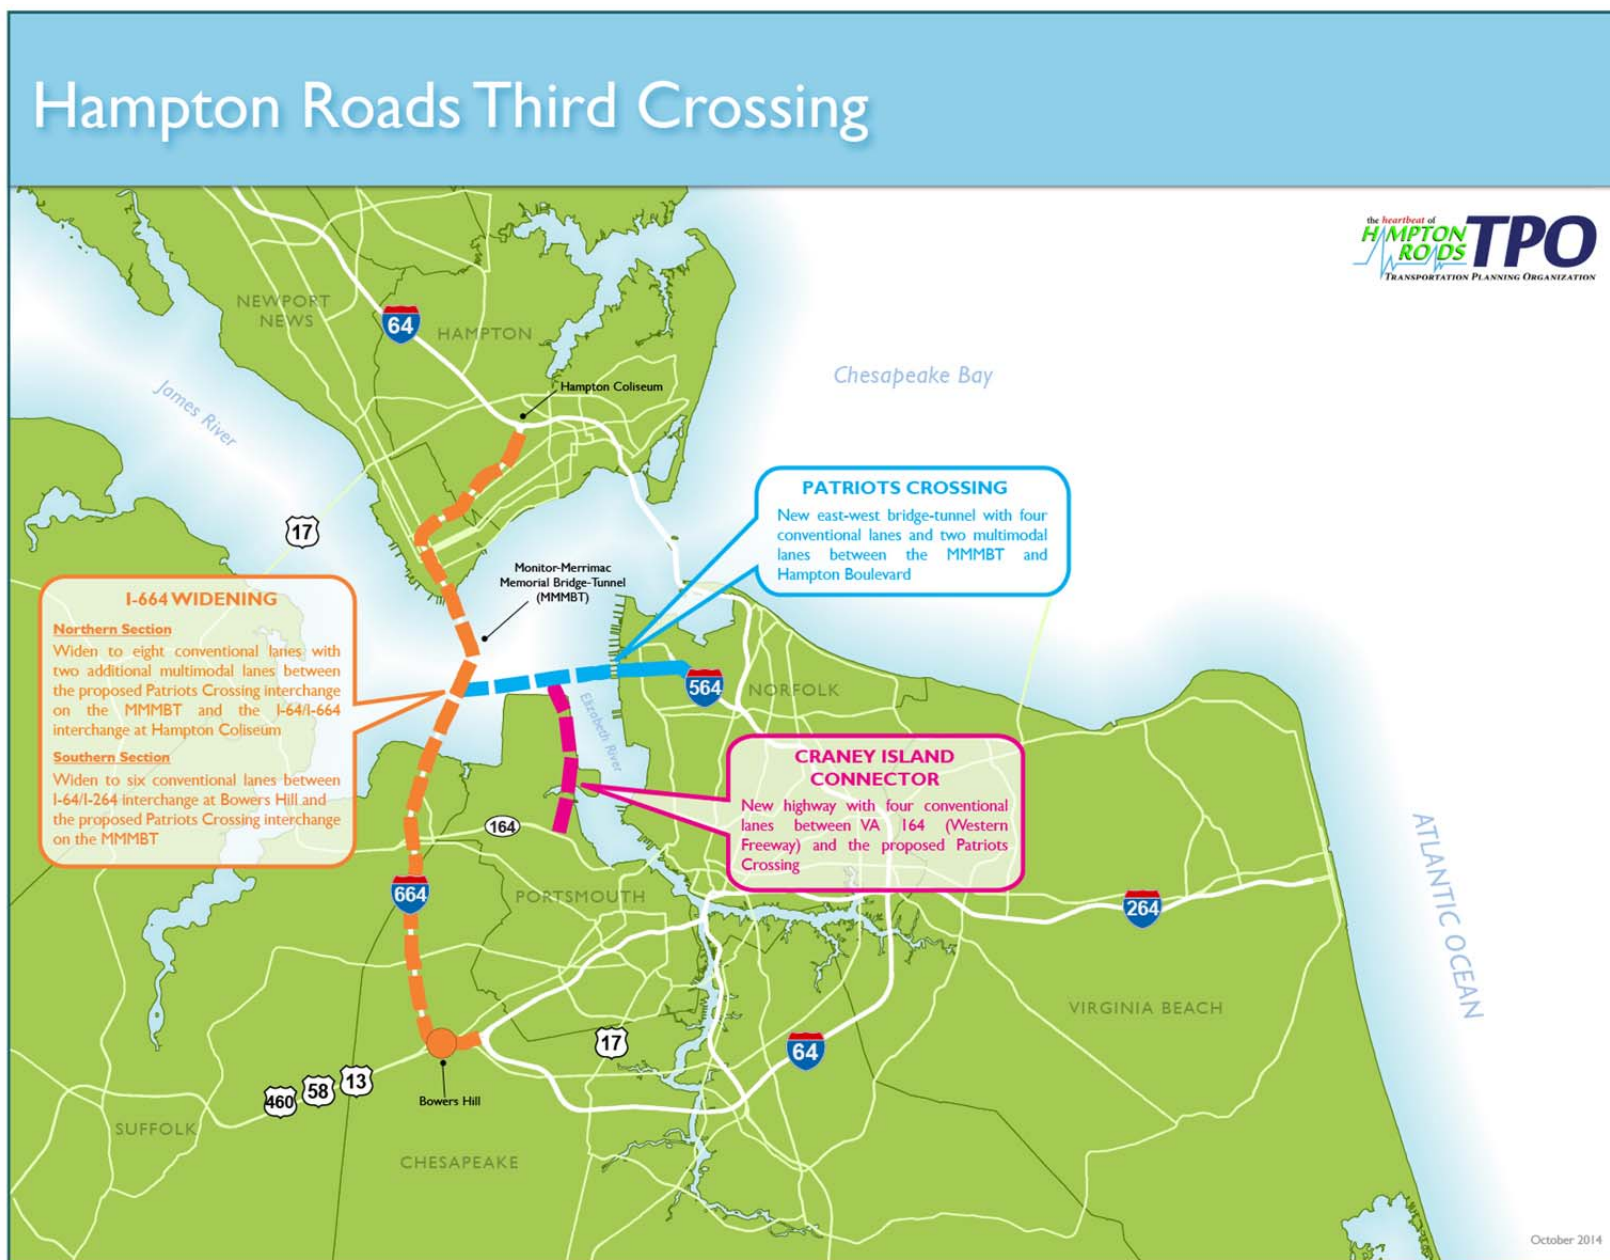 Hampton Roads Third Crossing
the heartbeat of
HAMPTON
ROADS
TPO
TRANSPORTATION PLANNING ORGANIZATION
NEWPORT
NEWS
64
HAMPTON
Hampton Coliseum
Chesapeake Bay
James River
17
PATRIOTS CROSSING
New east-west bridge-tunnel with four
conventional lanes and two multimodal
lanes between the MMMBT and
Hampton Boulevard
Monitor-Merrimac
Memorial Bridge-Tunnel
(MMMBT)
I-664 WIDENING
Northern Section
Widen to eight conventional lanes with
two additional multimodal lanes between
the proposed Patriots Crossing interchange
on the MMMBT and the I-64/I-664
interchange at Hampton Coliseum
Southern Section
Widen to six conventional lanes between
I-64/I-264 interchange at Bowers Hill and
the proposed Patriots Crossing interchange
on the MMMBT
564
NORFOLK
Elizabeth River
CRANEY ISLAND
CONNECTOR
New highway with four conventional
lanes between VA 164 (Western
Freeway) and the proposed Patriots
Crossing
164
664
PORTSMOUTH
264
ATLANTIC OCEAN
VIRGINIA BEACH
17
64
460
58
13
Bowers Hill
SUFFOLK
CHESAPEAKE
October 2014